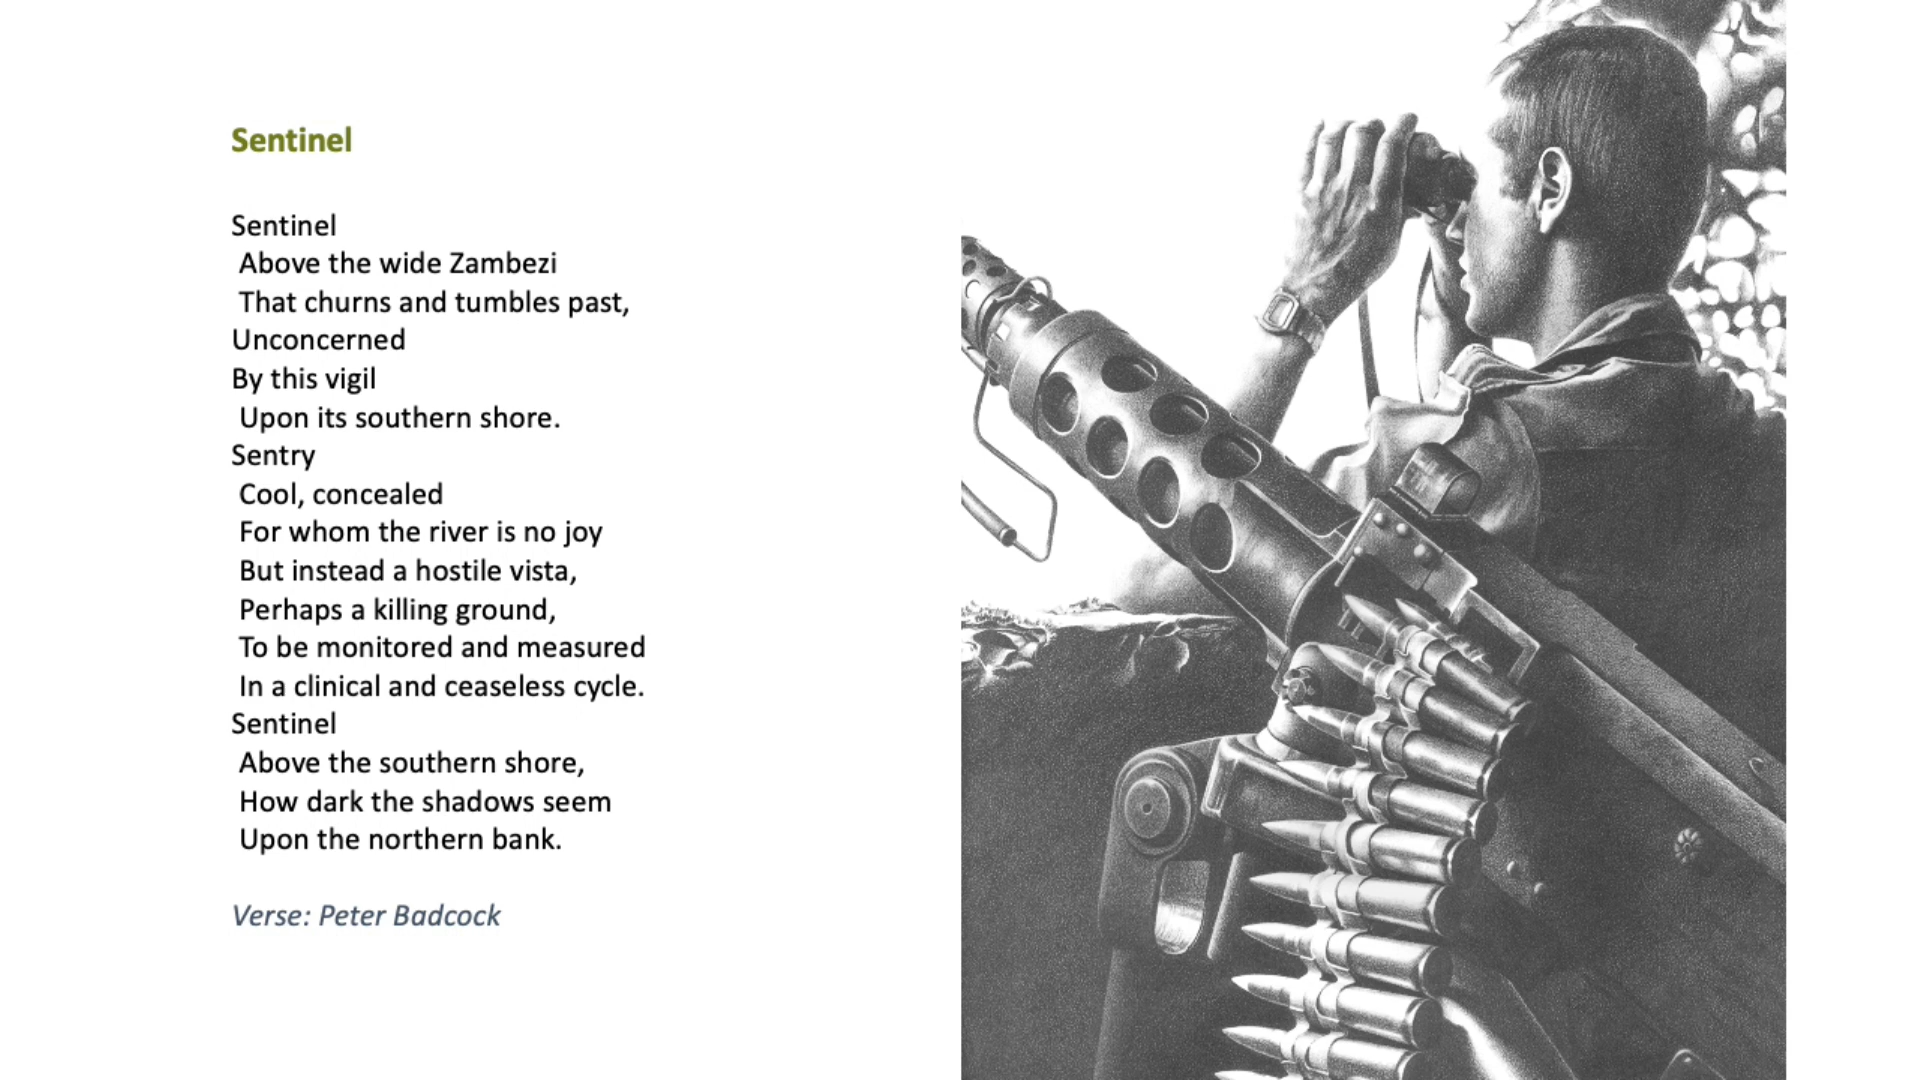 Sentinel
Sentinel
Above the wide Zambezi
That churns and tumbles past,
Unconcerned
By this vigil
Upon its southern shore.
Sentry
Cool, concealed
For whom the river is no joy
But instead a hostile vista,
Perhaps a killing ground,
To be monitored and measured
In a clinical and ceaseless cycle.
Sentinel
Above the southern shore,
How dark the shadows seem
Upon the northern bank.
Verse: Peter Badcock